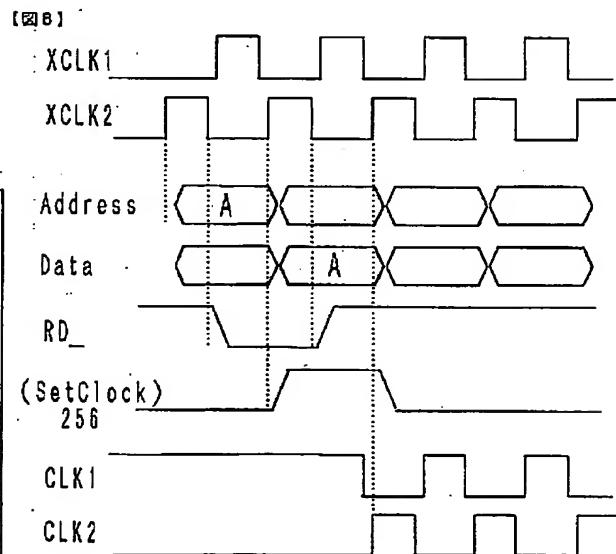 【図8】
XCLK1
XCLK2
Address
A
Data
A
RD_
(SetClock)
256
CLK1
CLK2